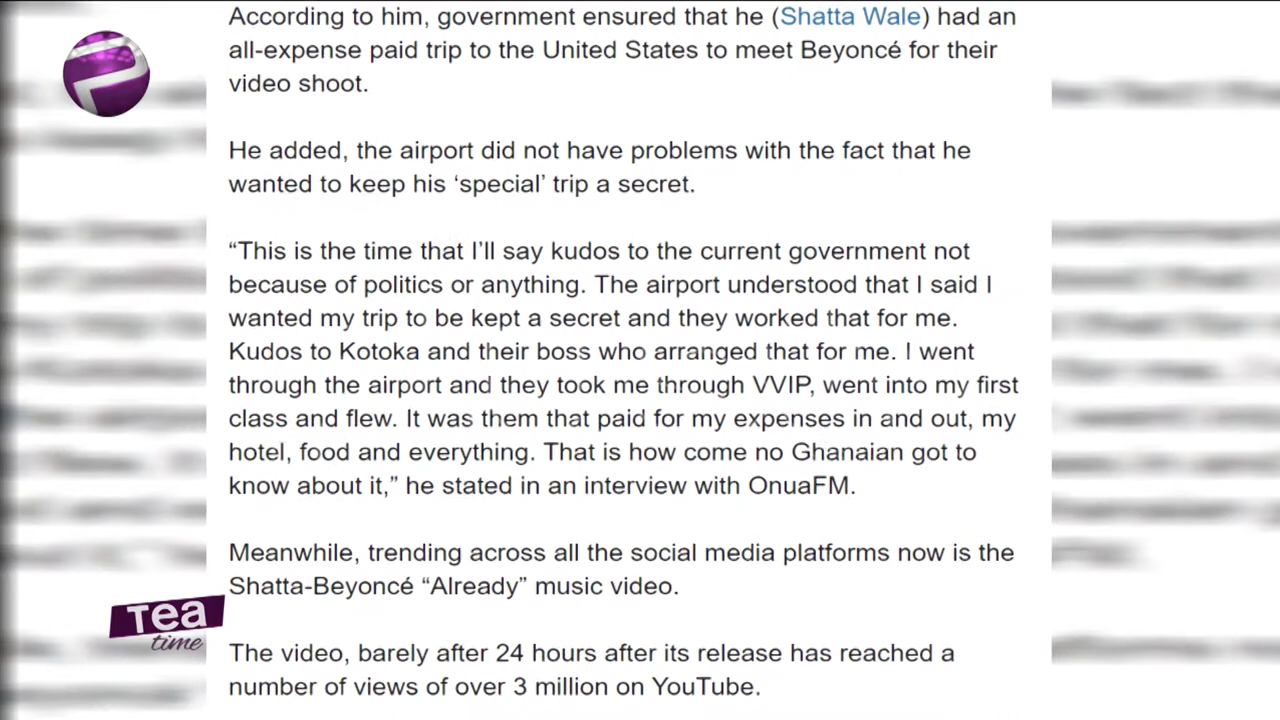 According to him, government ensured that he (Shatta Wale) had an
all-expense paid trip to the United States to meet Beyoncé for their
video shoot.
He added, the airport did not have problems with the fact that he
wanted to keep his ‘special’ trip a secret.
“This is the time that I’ll say kudos to the current government not
because of politics or anything. The airport understood that I said I
wanted my trip to be kept a secret and they worked that for me.
Kudos to Kotoka and their boss who arranged that for me. I went
through the airport and they took me through VVIP, went into my first
class and flew. It was them that paid for my expenses in and out, my
hotel, food and everything. That is how come no Ghanaian got to
know about it,” he stated in an interview with OnuaFM.
Meanwhile, trending across all the social media platforms now is the
Shatta-Beyoncé “Already” music video.
Tea
time
The video, barely after 24 hours after its release has reached a
number of views of over 3 million on YouTube.